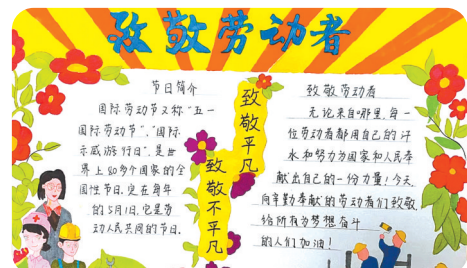 致敬劳动者
节日简介
国际劳动节又称“五一
国际劳动节”、“国际
示威游行日”，是世
界上80多个国家的全
国性节日。定在每年
的5月1日。它是劳
动人民共同的节日。
致敬平凡
致敬不平凡
致敬劳动者
无论来自哪里，每一
位劳动者都用自己的汗
水和努力为国家和人民奉
献出自己的一份力量！今天，
向辛勤奉献的劳动者们致敬，
给所有为梦想奋斗
的人们加油！